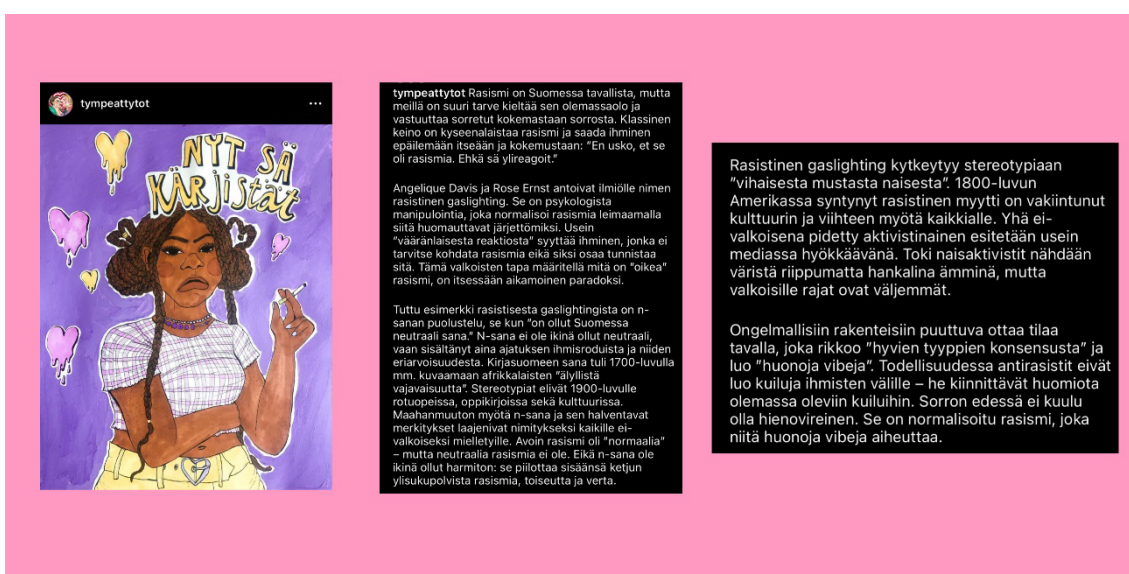 tympeattytot
NYT SÄ
KÄRJISTÄT
tympeattytot Rasismi on Suomessa tavallista, mutta
meillä on suuri tarve kieltää sen olemassaolo ja
vastuuttaa sorretut kokemastaan sorrosta. Klassinen
keino on kyseenalaistaa rasismi ja saada ihminen
epäilemään itseään ja kokemustaan: "En usko, et se
oli rasismia. Ehkä sä ylireagoit."
Angelique Davis ja Rose Ernst antoivat ilmiölle nimen
rasistinen gaslighting. Se on psykologista
manipulointia, joka normalisoi rasismia leimaamalla
siitä huomauttavat järjettömiksi. Usein
"vääränlaisesta reaktiosta" syyttää ihminen, jonka ei
tarvitse kohdata rasismia eikä siksi osaa tunnistaa
sitä. Tämä valkoisten tapa määritellä mitä on "oikea"
rasismi, on itsessään aikamoinen paradoksi.
Tuttu esimerkki rasistisesta gaslightingista on n-
sanan puolustelu, se kun "on ollut Suomessa
neutraali sana." N-sana ei ole ikinä ollut neutraali,
vaan sisältänyt aina ajatuksen ihmisroduista ja niiden
eriarvoisuudesta. Kirjasuomeen sana tuli 1700-luvulla
mm. kuvaamaan afrikkalaisten "älyllistä
vajavaisuutta". Stereotypiat elivät 1900-luvulle
rotuopeissa, oppikirjoissa sekä kulttuurissa.
Maahanmuuton myötä n-sana ja sen halventavat
merkitykset laajenivat nimitykseksi kaikille ei-
valkoiseksi mielletyille. Avoin rasismi oli "normaalia"
– mutta neutraalia rasismia ei ole. Eikä n-sana ole
ikinä ollut harmiton: se piilottaa sisäänsä ketjun
ylisukupolvista rasismia, toiseutta ja verta.
Rasistinen gaslighting kytkeytyy stereotypiaan
"vihaisesta mustasta naisesta". 1800-luvun
Amerikassa syntynyt rasistinen myytti on vakiintunut
kulttuurin ja viihteen myötä kaikkialle. Yhä ei-
valkoisena pidetty aktivistinainen esitetään usein
mediassa hyökkäävänä. Toki naisaktivistit nähdään
väristä riippumatta hankalina ämminä, mutta
valkoisille rajat ovat väljemmät.
Ongelmallisiin rakenteisiin puuttuva ottaa tilaa
tavalla, joka rikkoo "hyvien tyyppien konsensusta" ja
luo "huonoja vibeja". Todellisuudessa antirasistit eivät
luo kuiluja ihmisten välille – he kiinnittävät huomiota
olemassa oleviin kuiluihin. Sorron edessä ei kuulu
olla hienovireinen. Se on normalisoitu rasismi, joka
niitä huonoja vibeja aiheuttaa.